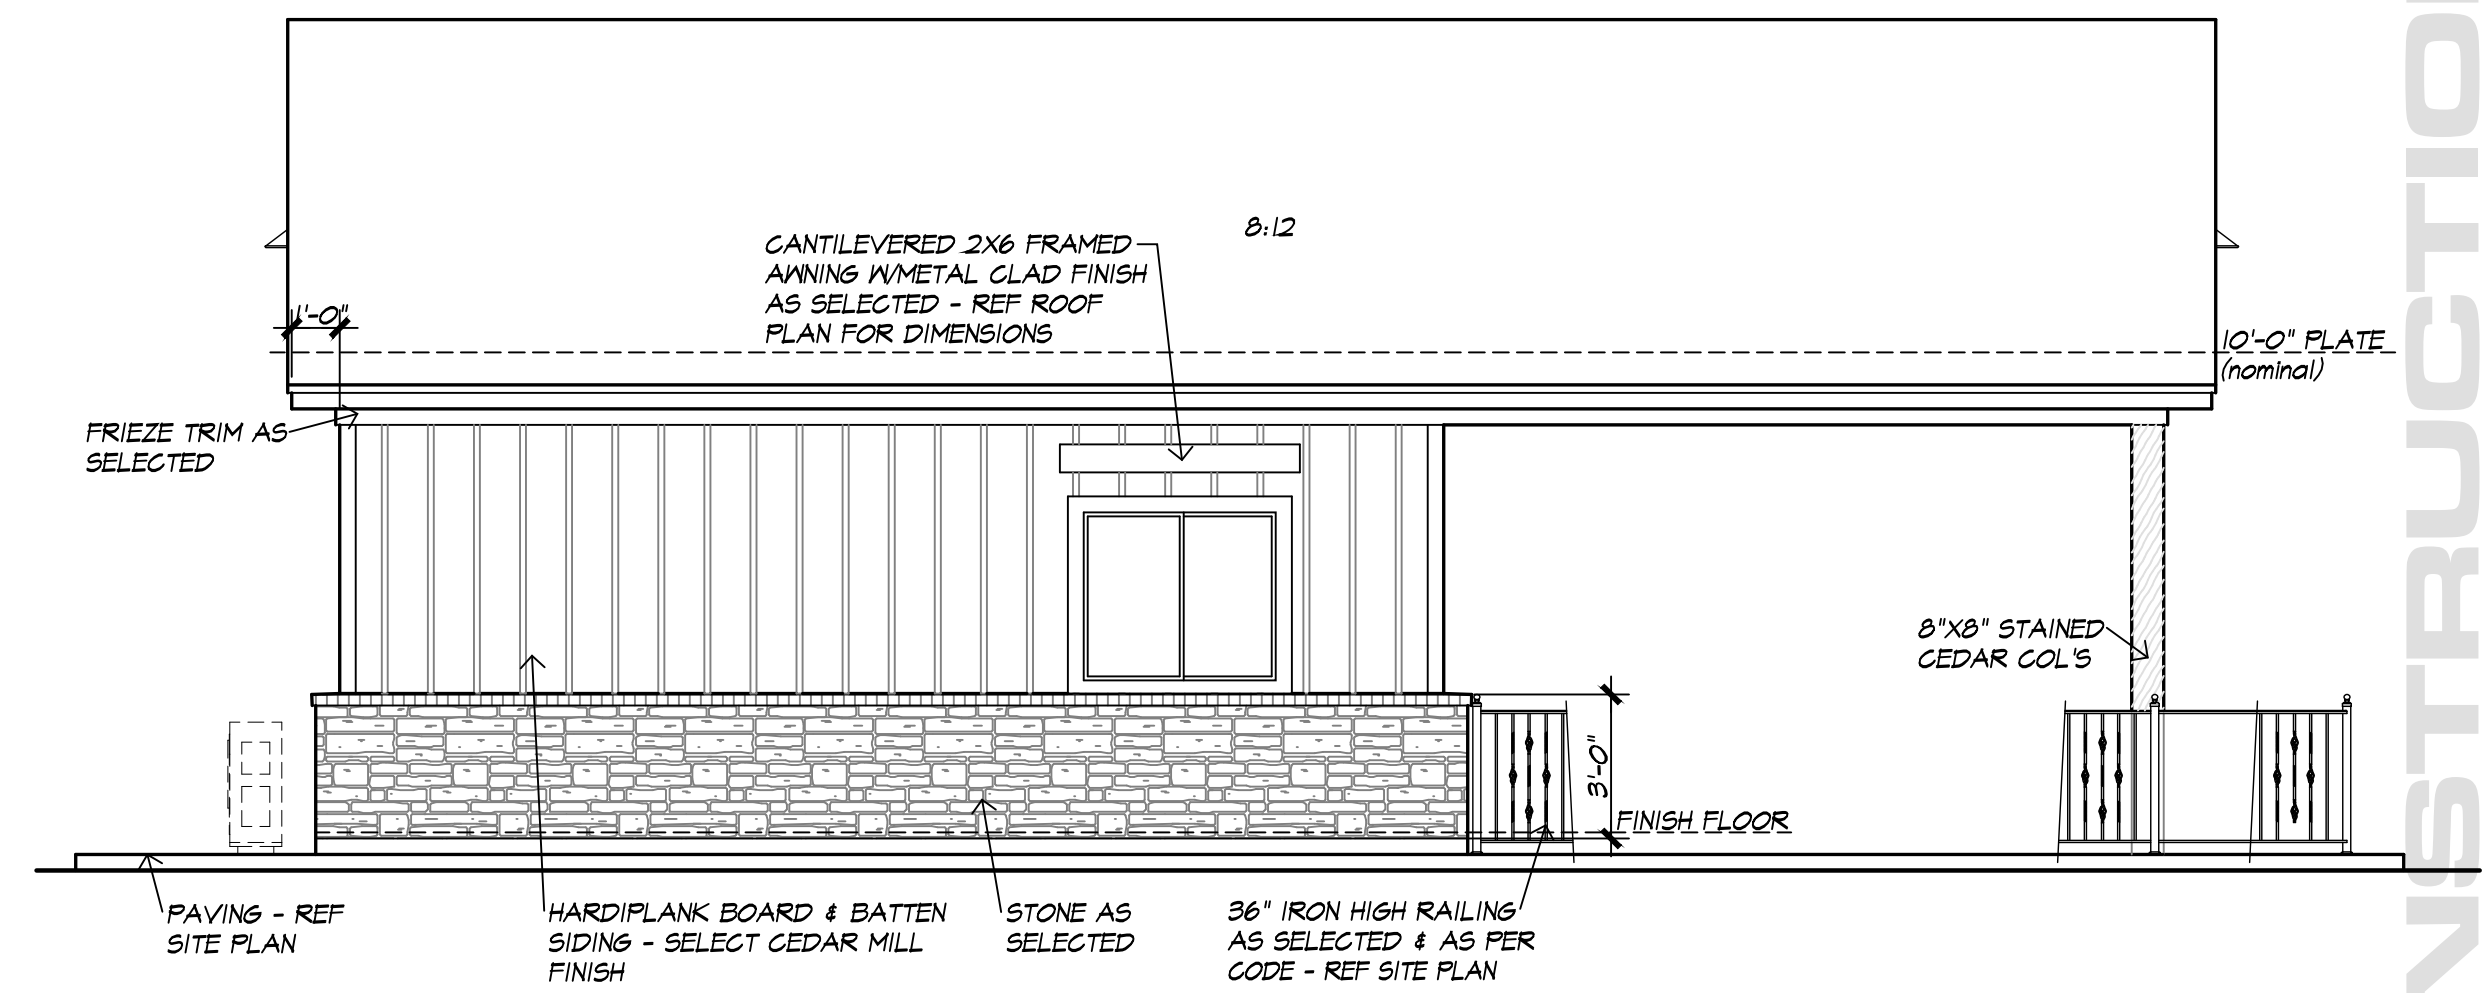 8:12
CANTILEVERED 2X6 FRAMED
AWNING W/METAL CLAD FINISH
AS SELECTED - REF ROOF
PLAN FOR DIMENSIONS
1'-0"
10'-0" PLATE
(nominal)
FRIEZE TRIM AS
SELECTED
8"X8" STAINED
CEDAR COL'S
3'-0"
FINISH FLOOR
PAVING - REF
SITE PLAN
HARDIPLANK BOARD & BATTEN
SIDING - SELECT CEDAR MILL
FINISH
STONE AS
SELECTED
36" IRON HIGH RAILING
AS SELECTED & AS PER
CODE - REF SITE PLAN
NSTRUCTIO